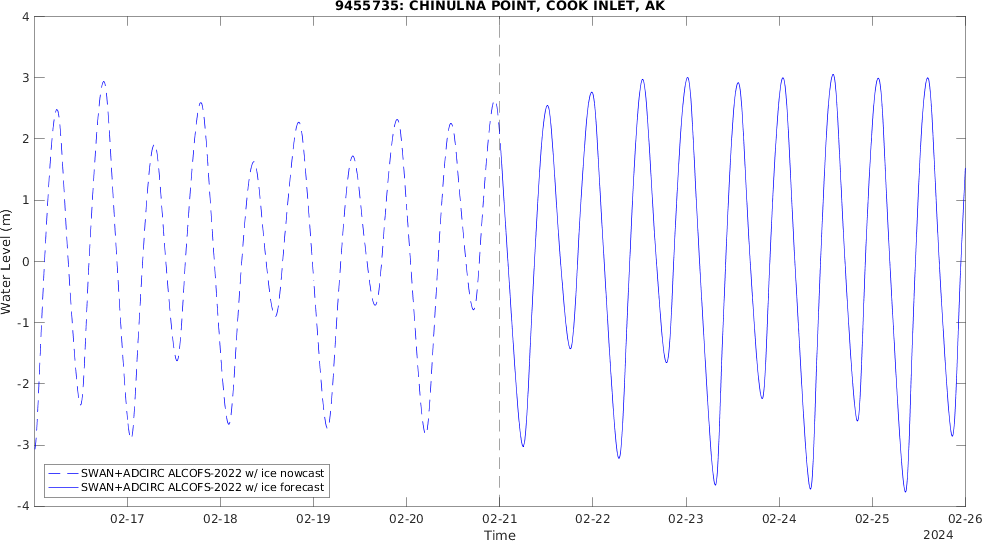 9455735: CHINULNA POINT, COOK INLET, AK
4
3
2
1
0
-1
-2
-3
-4
Water Level (m)
SWAN+ADCIRC ALCOFS-2022 w/ ice nowcast
SWAN+ADCIRC ALCOFS-2022 w/ ice forecast
02-17 02-18 02-19 02-20 02-21 02-22 02-23 02-24 02-25 02-26
Time
2024